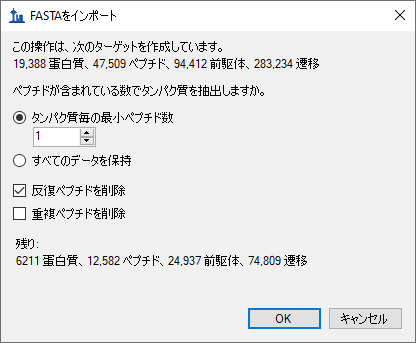 FASTAをインポート
この操作は、次のターゲットを作成しています。
19,388 蛋白質、47,509 ペプチド、94,412 前駆体、283,234 遷移
ペプチドが含まれている数でタンパク質を抽出しますか。
タンパク質毎の最小ペプチド数
1
すべてのデータを保持
反復ペプチドを削除
重複ペプチドを削除
残り:
6211 蛋白質、12,582 ペプチド、24,937 前駆体、74,809 遷移
OK キャンセル